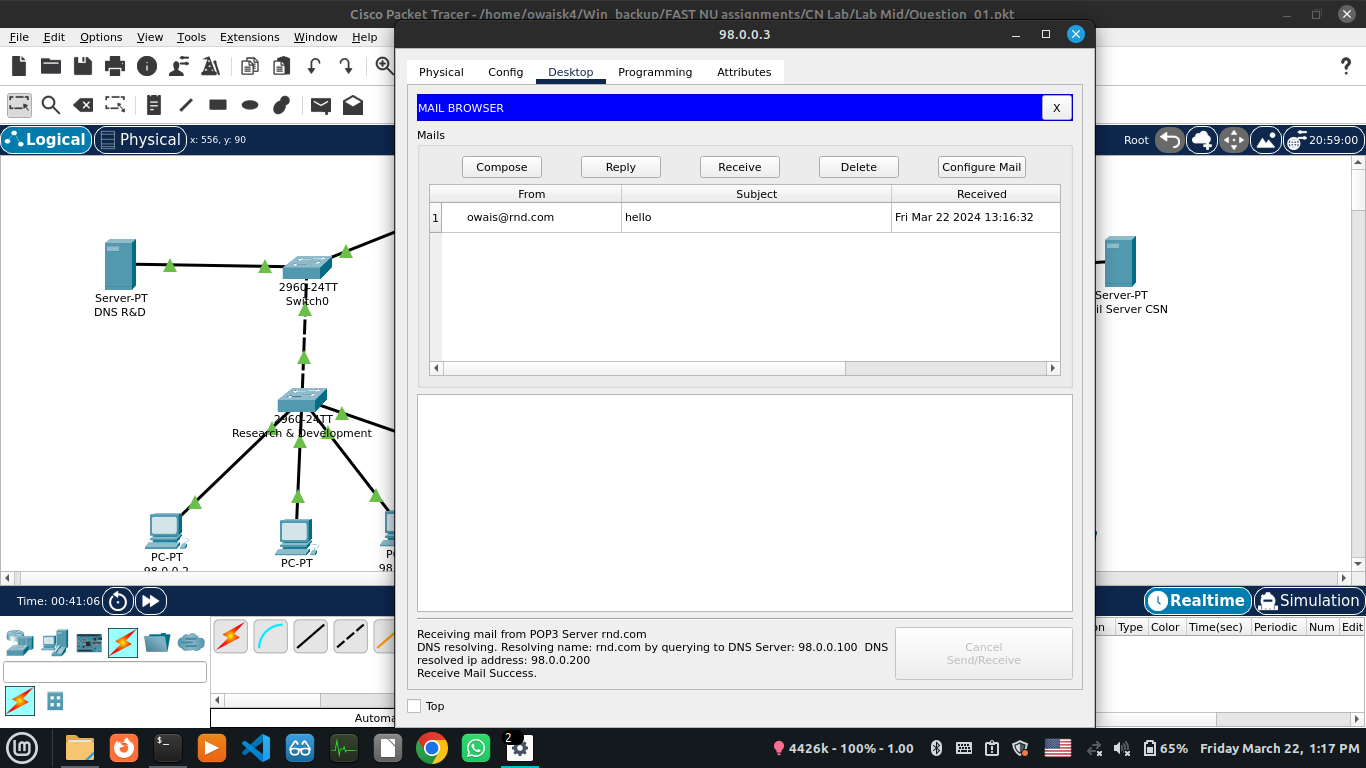 Cisco Packet Tracer - /home/owaisk4/Win_backup/FAST NU assignments/CN Lab/Lab Mid/Question_01.pkt
File Edit Options View Tools Extensions Window Help
98.0.0.3
Physical Config Desktop Programming Attributes
MAIL BROWSER X
Mails
Compose Reply Receive Delete Configure Mail
From Subject Received
1 owais@rnd.com hello Fri Mar 22 2024 13:16:32
Receiving mail from POP3 Server rnd.com
DNS resolving. Resolving name: rnd.com by querying to DNS Server: 98.0.0.100 DNS
resolved ip address: 98.0.0.200
Receive Mail Success.
Cancel
Send/Receive
Top
?
Logical Physical x: 556, y: 90
Root 20:59:00
Server-PT
DNS R&D
2960-24TT
Switch0
2960-24TT
Research & Development
PC-PT
98.0.0.2
PC-PT
Server-PT
il Server CSN
Time: 00:41:06
Realtime Simulation
Type Color Time(sec) Periodic Num Edit
Automa
2
4426k - 100% - 1.00 65% Friday March 22, 1:17 PM